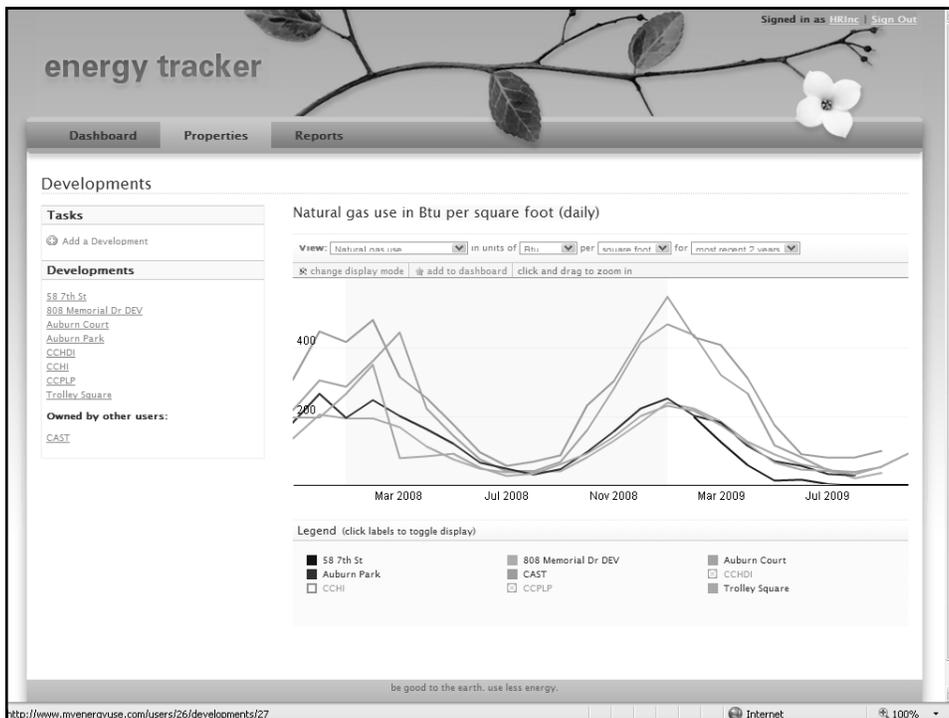 Signed in as HRInc | Sign Out
energy tracker
Dashboard Properties Reports
Developments
Tasks
Add a Development
Developments
58 7th St
808 Memorial Dr DEV
Auburn Court
Auburn Park
CCHDI
CCHI
CCPLP
Trolley Square
Owned by other users:
CAST
Natural gas use in Btu per square foot (daily)
View: Natural gas use in units of Btu per square foot for most recent 2 years
change display mode add to dashboard click and drag to zoom in
400
200
Mar 2008 Jul 2008 Nov 2008 Mar 2009 Jul 2009
Legend (click labels to toggle display)
58 7th St 808 Memorial Dr DEV Auburn Court
Auburn Park CAST CCHDI
CCHI CCPLP Trolley Square
be good to the earth. use less energy.
http://www.myenergyuse.com/users/26/developments/27 Internet 100%